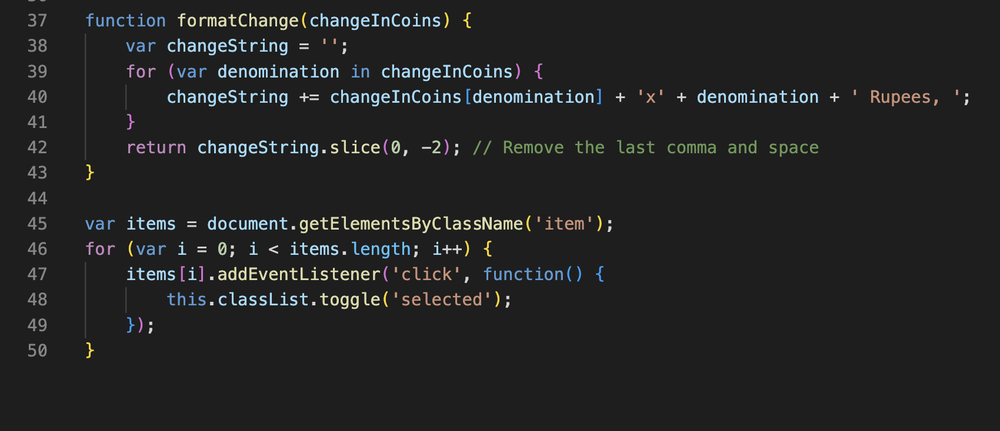 37 function formatChange(changeInCoins) {
38 var changeString = '';
39 for (var denomination in changeInCoins) {
40 changeString += changeInCoins[denomination] + 'x' + denomination + ' Rupees, ';
41 }
42 return changeString.slice(0, -2); // Remove the last comma and space
43 }
44
45 var items = document.getElementsByClassName('item');
46 for (var i = 0; i < items.length; i++) {
47 items[i].addEventListener('click', function() {
48 this.classList.toggle('selected');
49 });
50 }